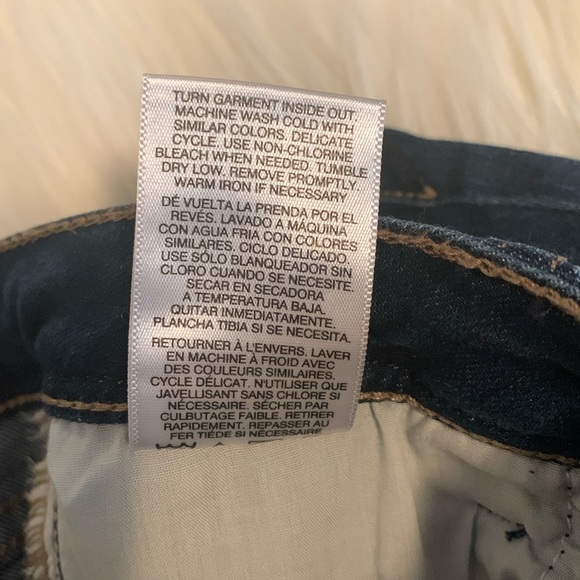 TURN GARMENT INSIDE OUT.
MACHINE WASH COLD WITH
SIMILAR COLORS. DELICATE
CYCLE. USE NON-CHLORINE
BLEACH WHEN NEEDED. TUMBLE
DRY LOW. REMOVE PROMPTLY.
WARM IRON IF NECESSARY
DÉ VUELTA LA PRENDA POR EL
REVÉS. LAVADO A MÁQUINA
CON AGUA FRIA CON COLORES
SIMILARES. CICLO DELICADO.
USE SÓLO BLANQUEADOR SIN
CLORO CUANDO SE NECESITE.
SECAR EN SECADORA
A TEMPERATURA BAJA.
QUITAR INMEDIATAMENTE.
PLANCHA TIBIA SI SE NECESITA.
RETOURNER À L'ENVERS. LAVER
EN MACHINE À FROID AVEC
DES COULEURS SIMILAIRES.
CYCLE DÉLICAT. N'UTILISER QUE
JAVELLISANT SANS CHLORE SI
NÉCESSAIRE. SÉCHER PAR
CULBUTAGE FAIBLE. RETIRER
RAPIDEMENT. REPASSER AU
FER TIÈDE SI NÉCESSAIRE